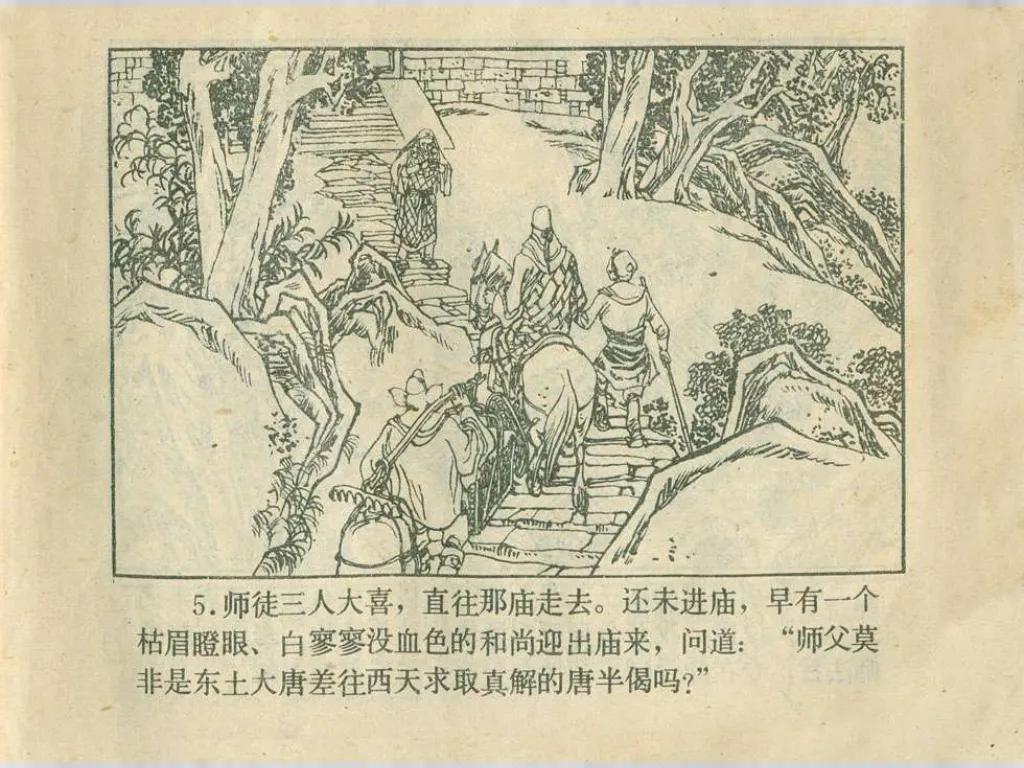 5.师徒三人大喜，直往那庙走去。还未进庙，早有一个
枯眉瞪眼、白寥寥没血色的和尚迎出庙来，问道：“师父莫
非是东土大唐差往西天求取真解的唐半偈吗？”